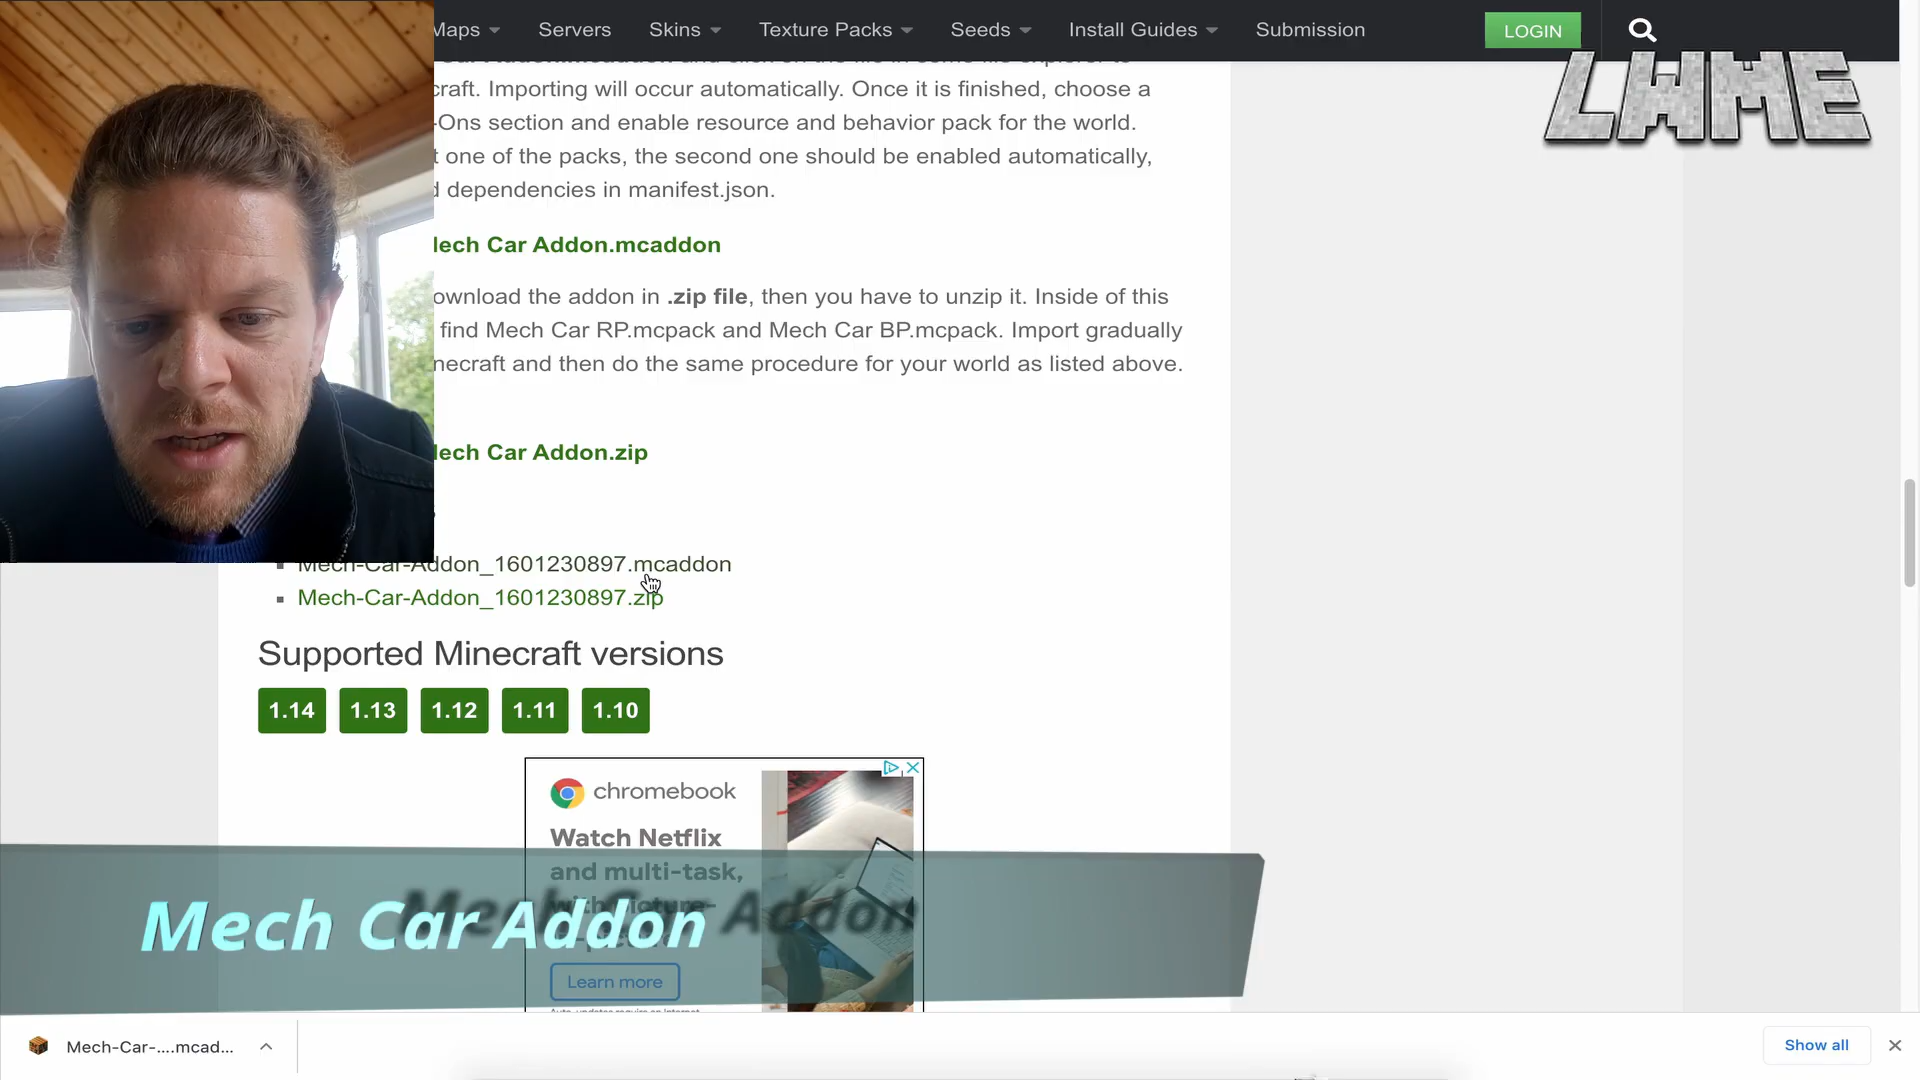 Maps Servers Skins Texture Packs Seeds Install Guides Submission LOGIN
LWME
craft. Importing will occur automatically. Once it is finished, choose a
-Ons section and enable resource and behavior pack for the world.
t one of the packs, the second one should be enabled automatically,
d dependencies in manifest.json.
Mech Car Addon.mcaddon
ownload the addon in .zip file, then you have to unzip it. Inside of this
find Mech Car RP.mcpack and Mech Car BP.mcpack. Import gradually
necraft and then do the same procedure for your world as listed above.
Mech Car Addon.zip
Mech-Car-Addon_1601230897.mcaddon
Mech-Car-Addon_1601230897.zip
Supported Minecraft versions
1.14 1.13 1.12 1.11 1.10
chromebook
Watch Netflix
and multi-task,
with picture-
Mech Car Addon
Learn more
Mech-Car-....mcad...
Show all